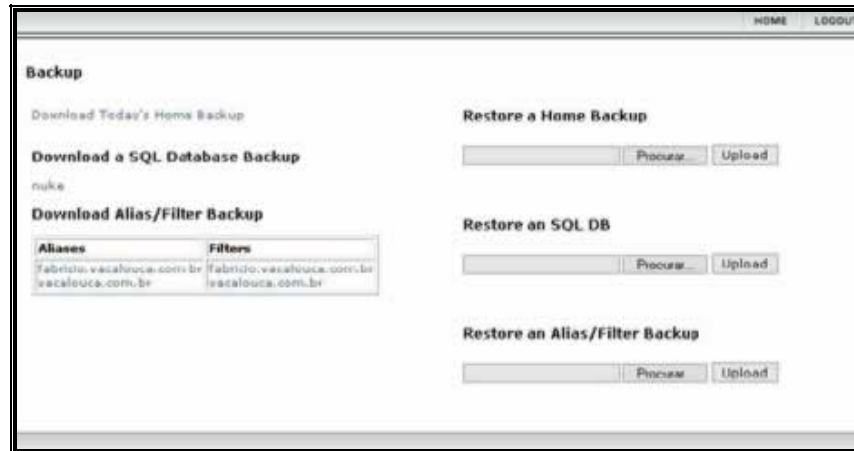 HOME LOGOUT
Backup
Download Today's Home Backup
Download a SQL Database Backup
nuke
Download Alias/Filter Backup
Aliases Filters
fabricio.vacalouca.com.br fabricio.vacalouca.com.br
vacalouca.com.br vacalouca.com.br
Restore a Home Backup
Procurar... Upload
Restore an SQL DB
Procurar... Upload
Restore an Alias/Filter Backup
Procurar... Upload